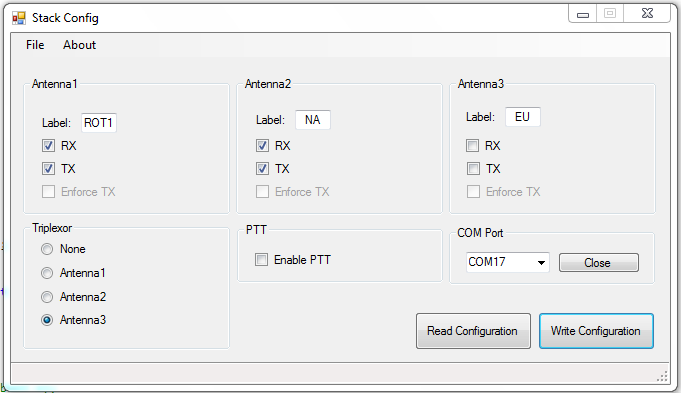 Stack Config
File About
Antenna1
Label: ROT1
RX
TX
Enforce TX
Antenna2
Label: NA
RX
TX
Enforce TX
Antenna3
Label: EU
RX
TX
Enforce TX
Triplexor
None
Antenna1
Antenna2
Antenna3
PTT
Enable PTT
COM Port
COM17 Close
Read Configuration Write Configuration